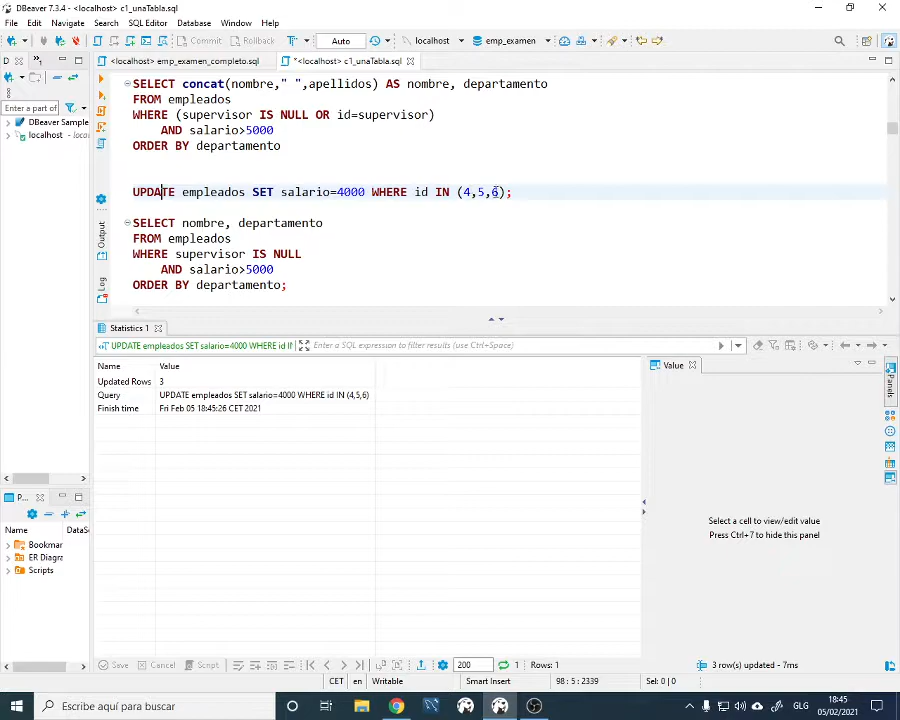 DBeaver 7.3.4 - c1_unaTabla.sql
File Edit Navigate Search SQL Editor Database Window Help
Commit Rollback Auto localhost emp_examen
D <localhost> emp_examen_completo.sql *<localhost> c1_unaTabla.sql
Enter a part of
DBeaver Sample
localhost
SELECT concat(nombre," ",apellidos) AS nombre, departamento
FROM empleados
WHERE (supervisor IS NULL OR id=supervisor)
AND salario>5000
ORDER BY departamento
UPDATE empleados SET salario=4000 WHERE id IN (4,5,6);
SELECT nombre, departamento
FROM empleados
WHERE supervisor IS NULL
AND salario>5000
ORDER BY departamento;
Output
Log
Statistics 1
UPDATE empleados SET salario=4000 WHERE id IN Enter a SQL expression to filter results (use Ctrl+Space)
Name Value
Updated Rows 3
Query UPDATE empleados SET salario=4000 WHERE id IN (4,5,6)
Finish time Fri Feb 05 18:45:26 CET 2021
Value
Panels
Select a cell to view/edit value
Press Ctrl+7 to hide this panel
P...
Name DataS
Bookmar
ER Diagra
Scripts
Save Cancel Script 200 1 Rows: 1 3 row(s) updated - 7ms
CET en Writable Smart Insert 98 : 5 : 2339 Sel: 0 | 0
Escribe aquí para buscar
GLG
18:45
05/02/2021